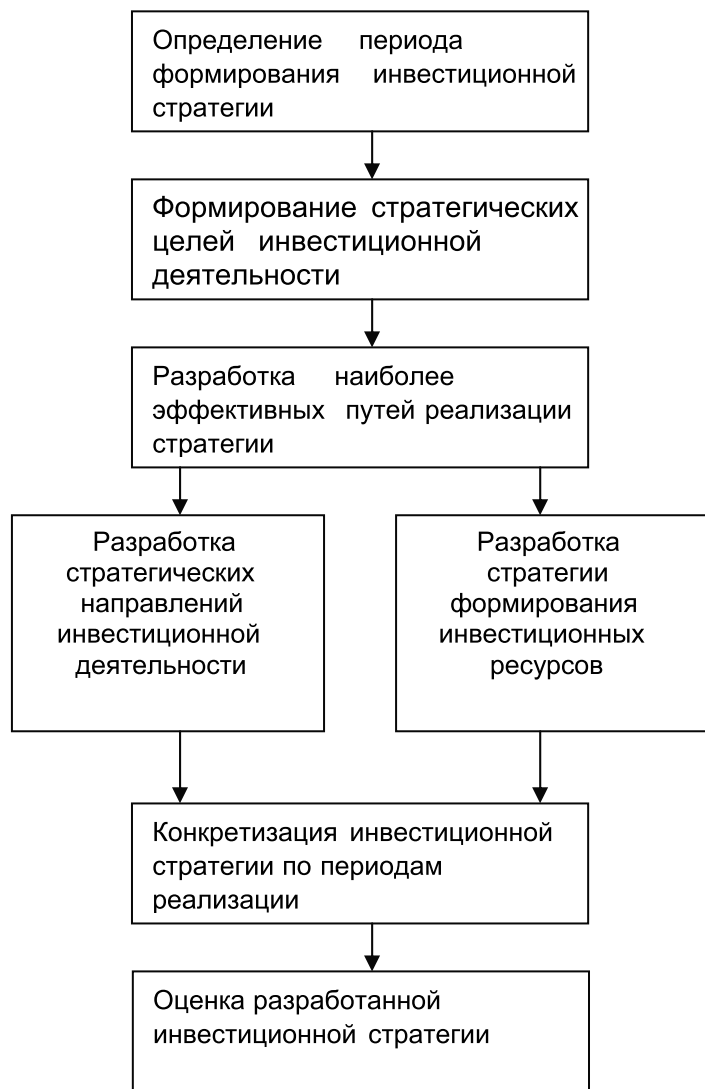 Определение периода
формирования инвестиционной
стратегии
Формирование стратегических
целей инвестиционной
деятельности
Разработка наиболее
эффективных путей реализации
стратегии
Разработка
стратегических
направлений
инвестиционной
деятельности
Разработка
стратегии
формирования
инвестиционных
ресурсов
Конкретизация инвестиционной
стратегии по периодам
реализации
Оценка разработанной
инвестиционной стратегии